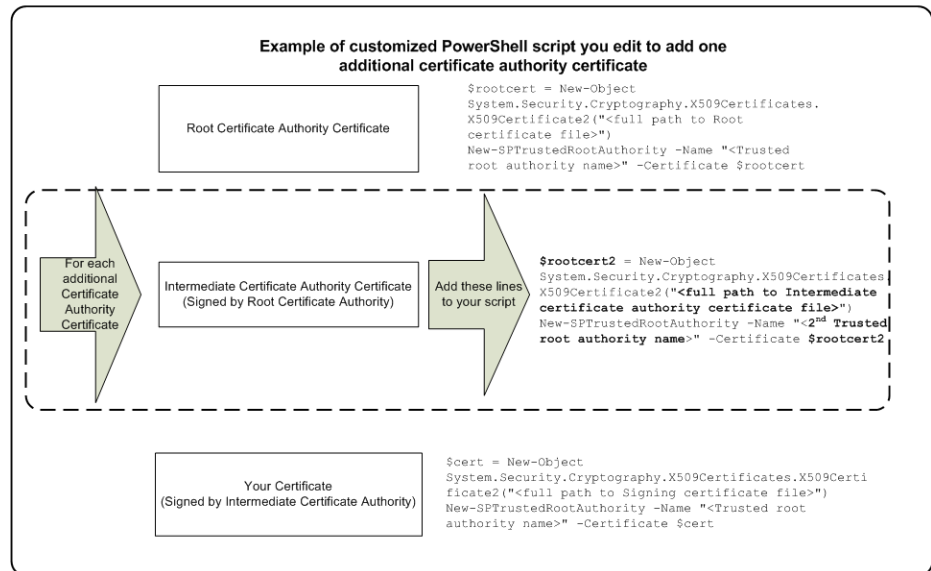 Example of customized PowerShell script you edit to add one
additional certificate authority certificate
Root Certificate Authority Certificate
$rootcert = New-Object
System.Security.Cryptography.X509Certificates.
X509Certificate2("<full path to Root
certificate file>")
New-SPTrustedRootAuthority -Name "<Trusted
root authority name>" -Certificate $rootcert
For each
additional
Certificate
Authority
Certificate
Intermediate Certificate Authority Certificate
(Signed by Root Certificate Authority)
Add these lines
to your script
$rootcert2 = New-Object
System.Security.Cryptography.X509Certificates.
X509Certificate2("<full path to Intermediate
certificate authority certificate file>")
New-SPTrustedRootAuthority -Name "<2nd Trusted
root authority name>" -Certificate $rootcert2
Your Certificate
(Signed by Intermediate Certificate Authority)
$cert = New-Object
System.Security.Cryptography.X509Certificates.X509Certi
ficate2("<full path to Signing certificate file>")
New-SPTrustedRootAuthority -Name "<Trusted root
authority name>" -Certificate $cert